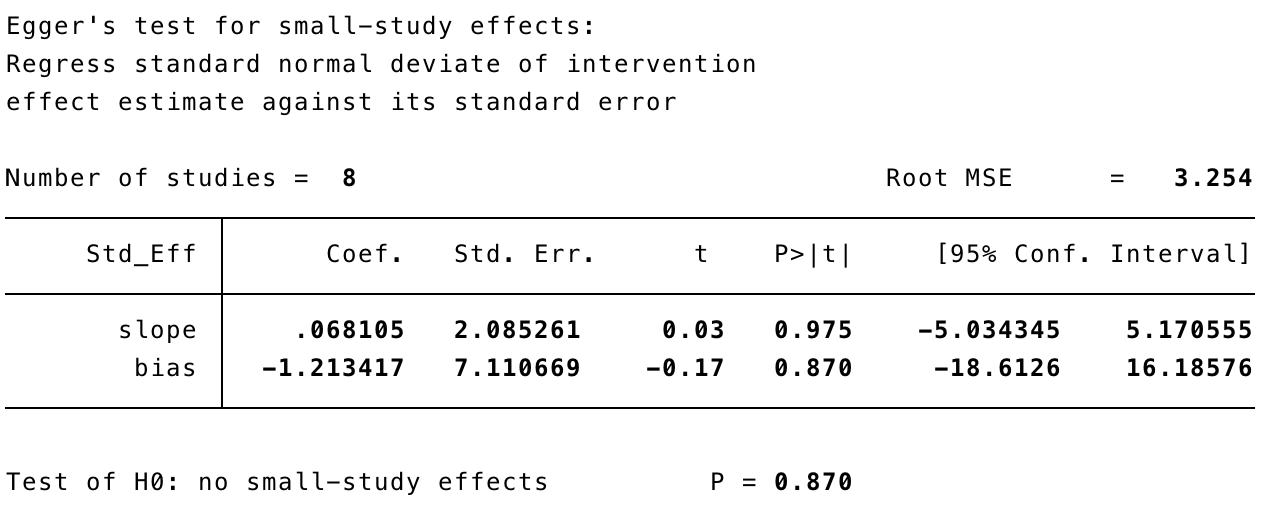 Egger's test for small-study effects:
Regress standard normal deviate of intervention
effect estimate against its standard error
Number of studies = 8 Root MSE = 3.254
Std_Eff Coef. Std. Err. t P>|t| [95% Conf. Interval]
slope .068105 2.085261 0.03 0.975 -5.034345 5.170555
bias -1.213417 7.110669 -0.17 0.870 -18.6126 16.18576
Test of H0: no small-study effects P = 0.870